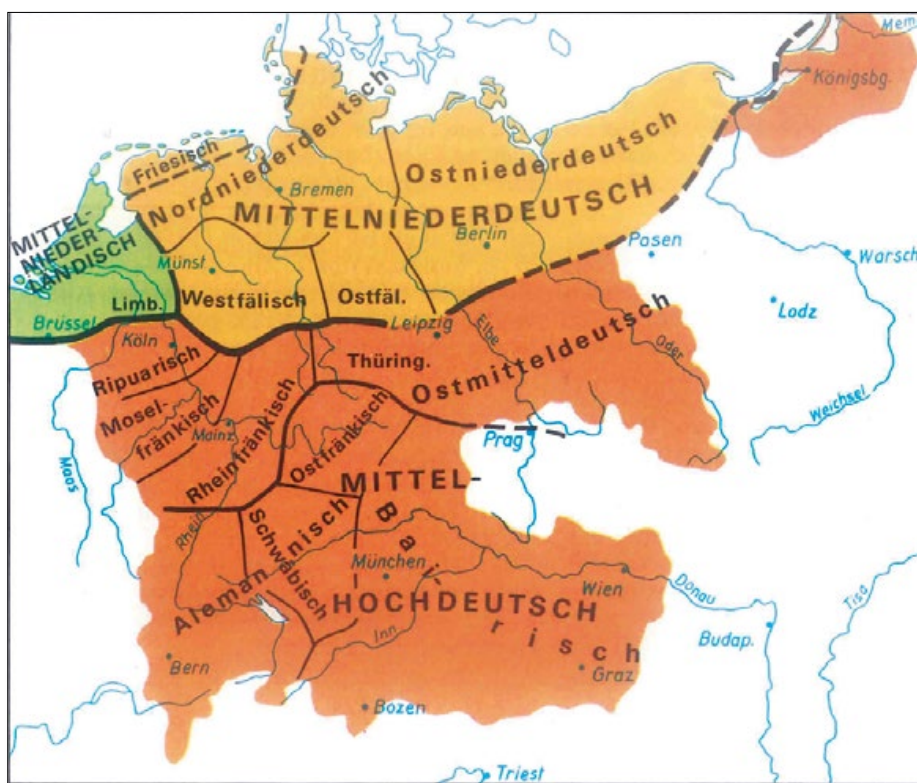 Mem
Königsbg.
Friesisch
Nordniederdeutsch
Ostniederdeutsch
Bremen
MITTELNIEDERDEUTSCH
MITTEL-
NIEDER
LÄNDISCH
Berlin
Posen
Warsch
Münst
Westfälisch
Ostfäl.
Limb.
Lodz
Brüssel
Köln
Leipzig
Elbe
Oder
Ripuarisch
Thüring.
Ostmitteldeutsch
Weichsel
Mosel-
fränkisch
Mainz
Rheinfränkisch
Ostfränkisch
Prag
Maas
MITTEL-
Rhein
Alemannisch
Schwäbisch
Bairisch
München
Wien
Donau
Tisa
HOCHDEUTSCH
Inn
Budap.
Bern
Graz
Bozen
Triest